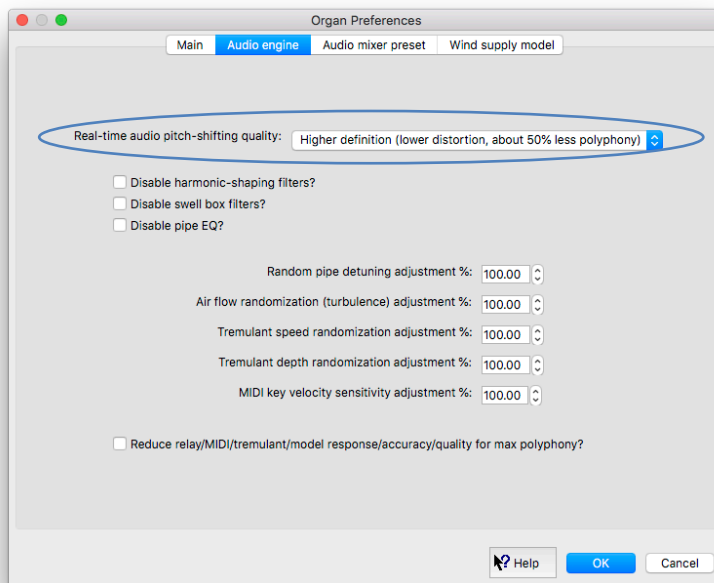 Organ Preferences
Main Audio engine Audio mixer preset Wind supply model
Real-time audio pitch-shifting quality: Higher definition (lower distortion, about 50% less polyphony)
Disable harmonic-shaping filters?
Disable swell box filters?
Disable pipe EQ?
Random pipe detuning adjustment %: 100.00
Air flow randomization (turbulence) adjustment %: 100.00
Tremulant speed randomization adjustment %: 100.00
Tremulant depth randomization adjustment %: 100.00
MIDI key velocity sensitivity adjustment %: 100.00
Reduce relay/MIDI/tremulant/model response/accuracy/quality for max polyphony?
? Help OK Cancel